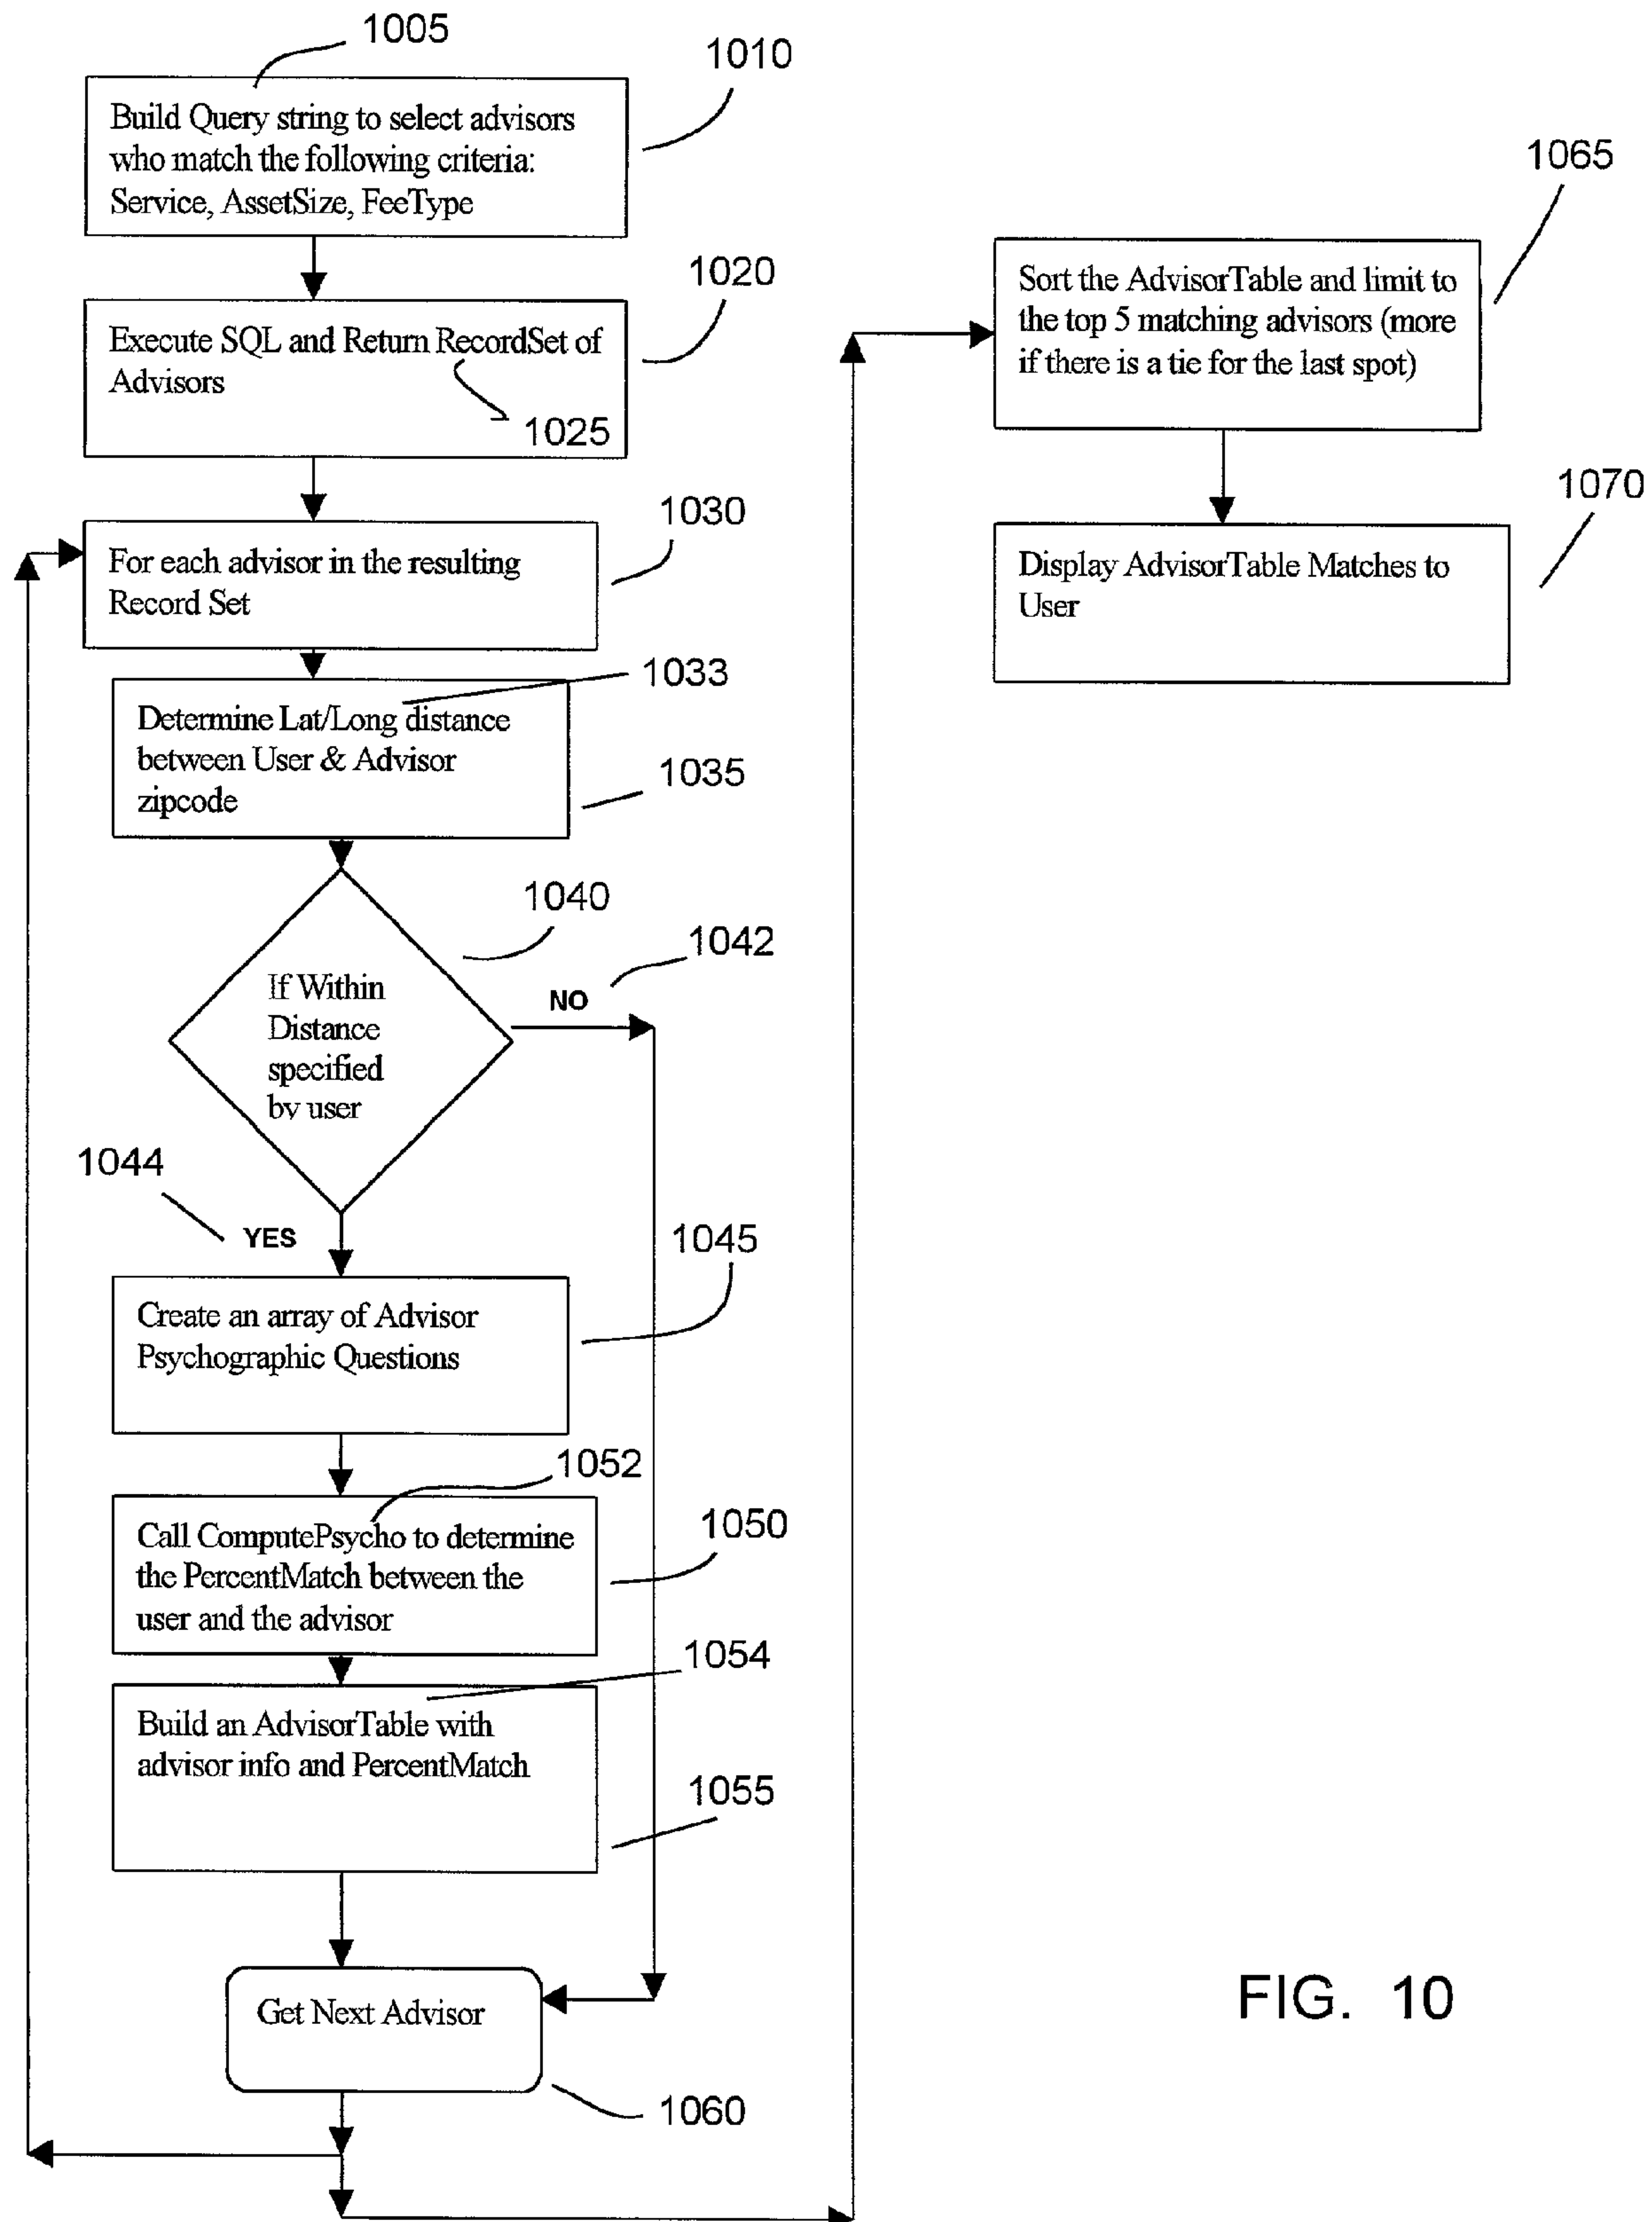 1005
1010
Build Query string to select advisors
who match the following criteria:
Service, AssetSize, FeeType
1020
Execute SQL and Return RecordSet of
Advisors
1025
1030
For each advisor in the resulting
Record Set
1033
Determine Lat/Long distance
between User & Advisor
zipcode
1035
1040
1042
If Within
Distance
specified
by user
NO
1044
YES
1045
Create an array of Advisor
Psychographic Questions
1052
Call ComputePsycho to determine
the PercentMatch between the
user and the advisor
1050
1054
Build an AdvisorTable with
advisor info and PercentMatch
1055
Get Next Advisor
1060
1065
Sort the AdvisorTable and limit to
the top 5 matching advisors (more
if there is a tie for the last spot)
1070
Display AdvisorTable Matches to
User
FIG. 10